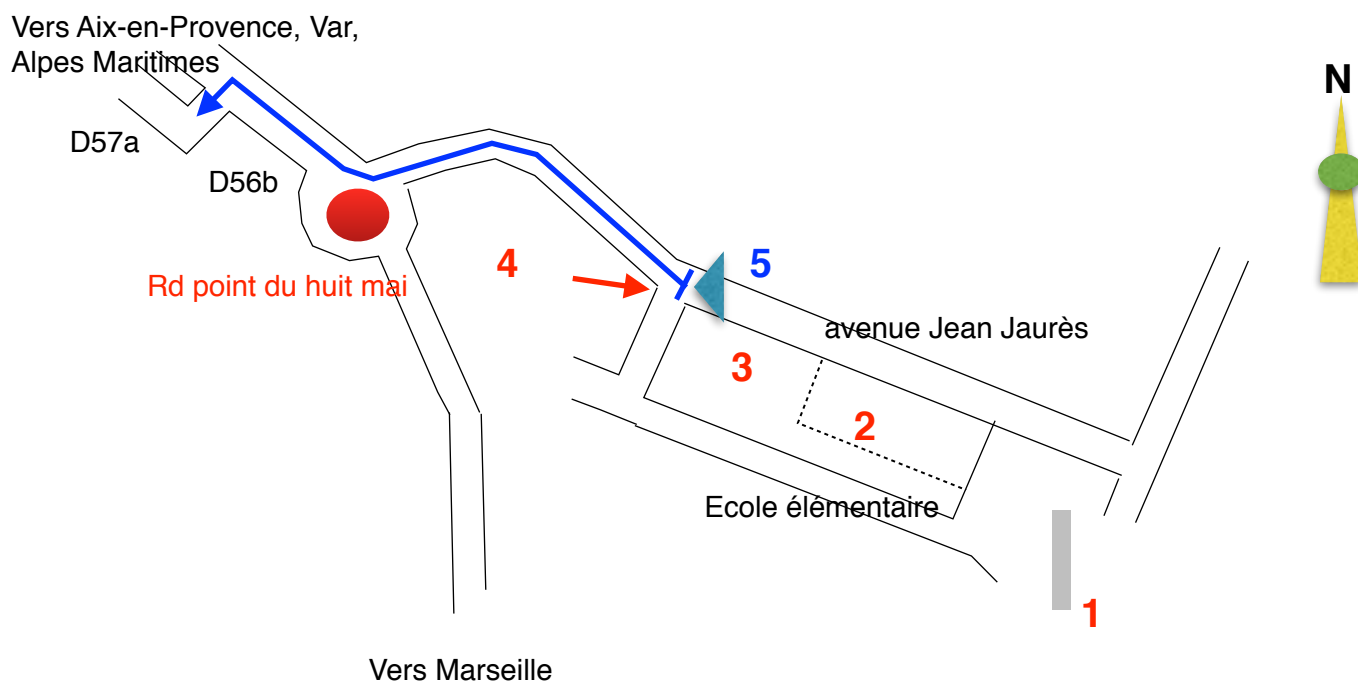 Vers Aix-en-Provence, Var,
Alpes Maritimes
N
D57a
D56b
Rd point du huit mai
4
5
avenue Jean Jaurès
3
2
Ecole élémentaire
1
Vers Marseille